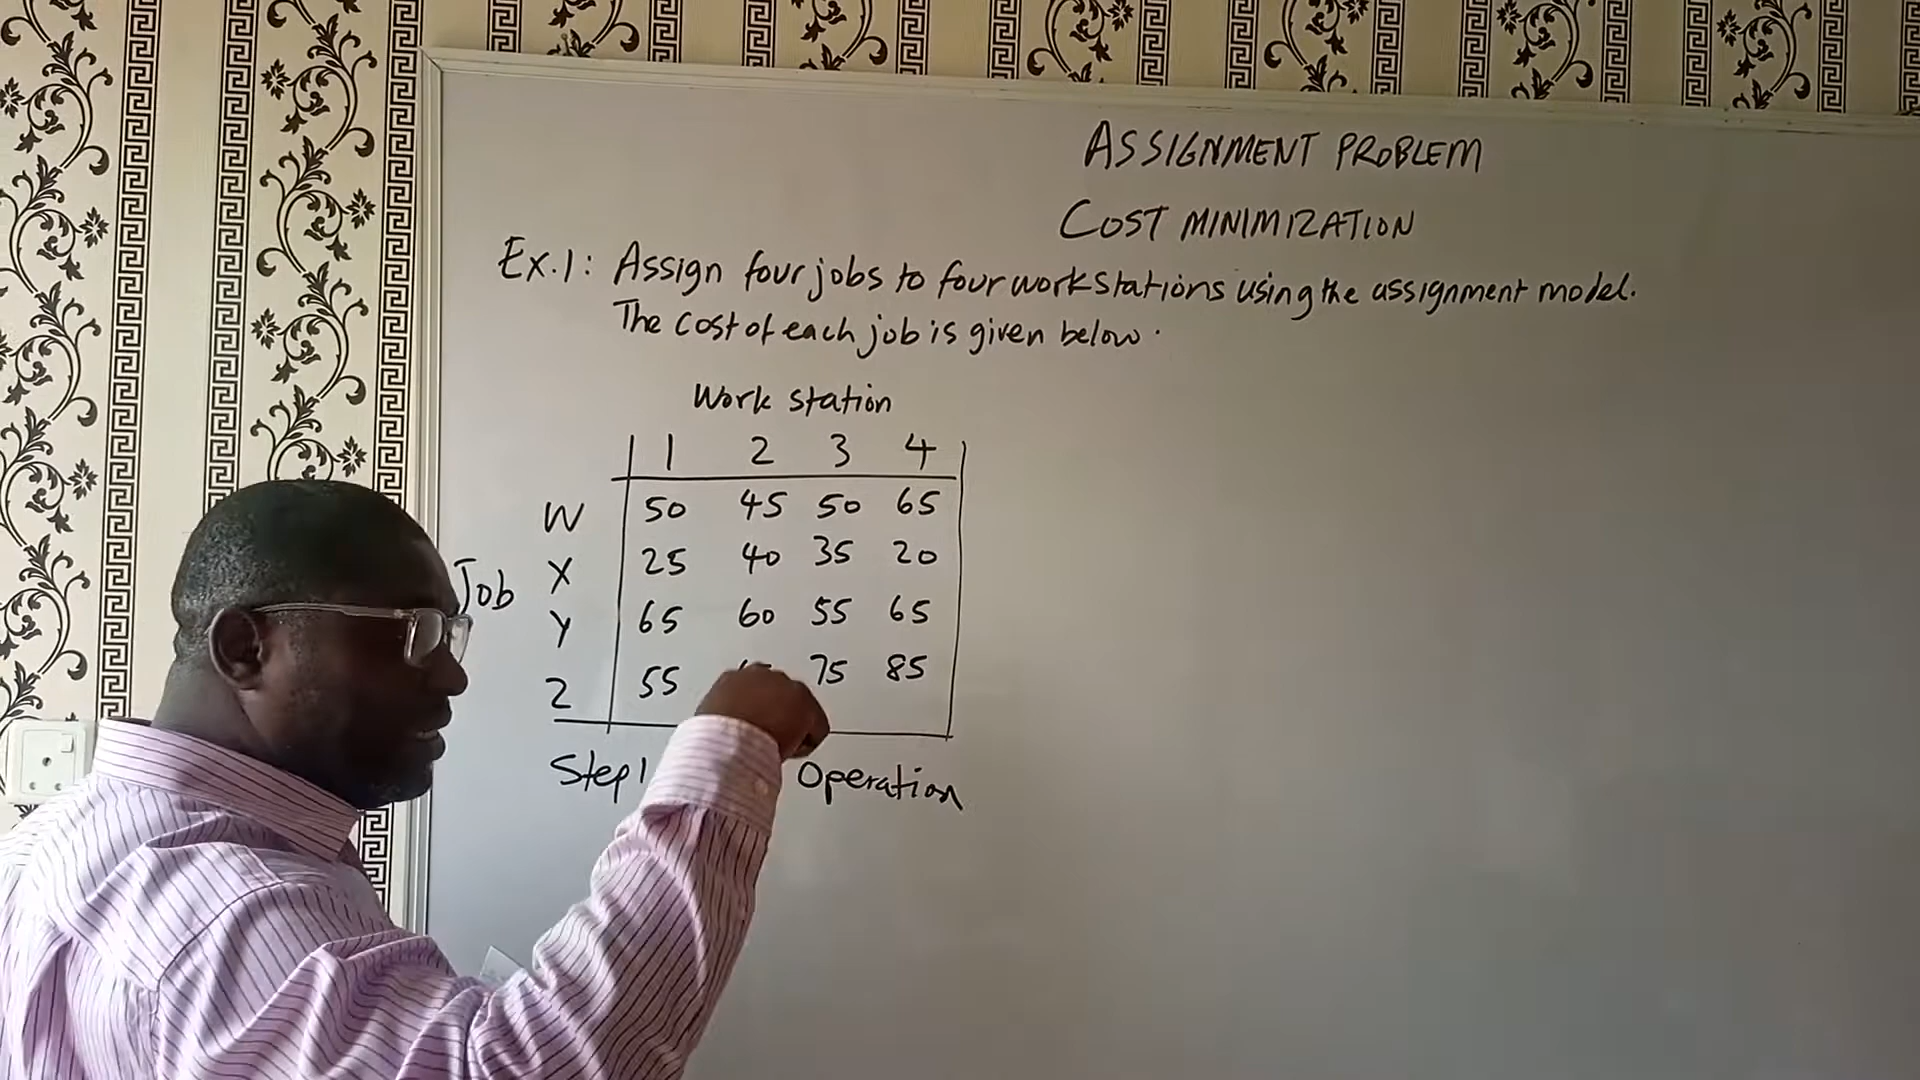 ASSIGNMENT PROBLEM
COST MINIMIZATION
Ex.1: Assign four jobs to four workstations using the assignment model.
The cost of each job is given below.
Work station
1 2 3 4
W 50 45 50 65
X 25 40 35 20
Job
Y 65 60 55 65
Z 55 75 85
Step 1 Operation